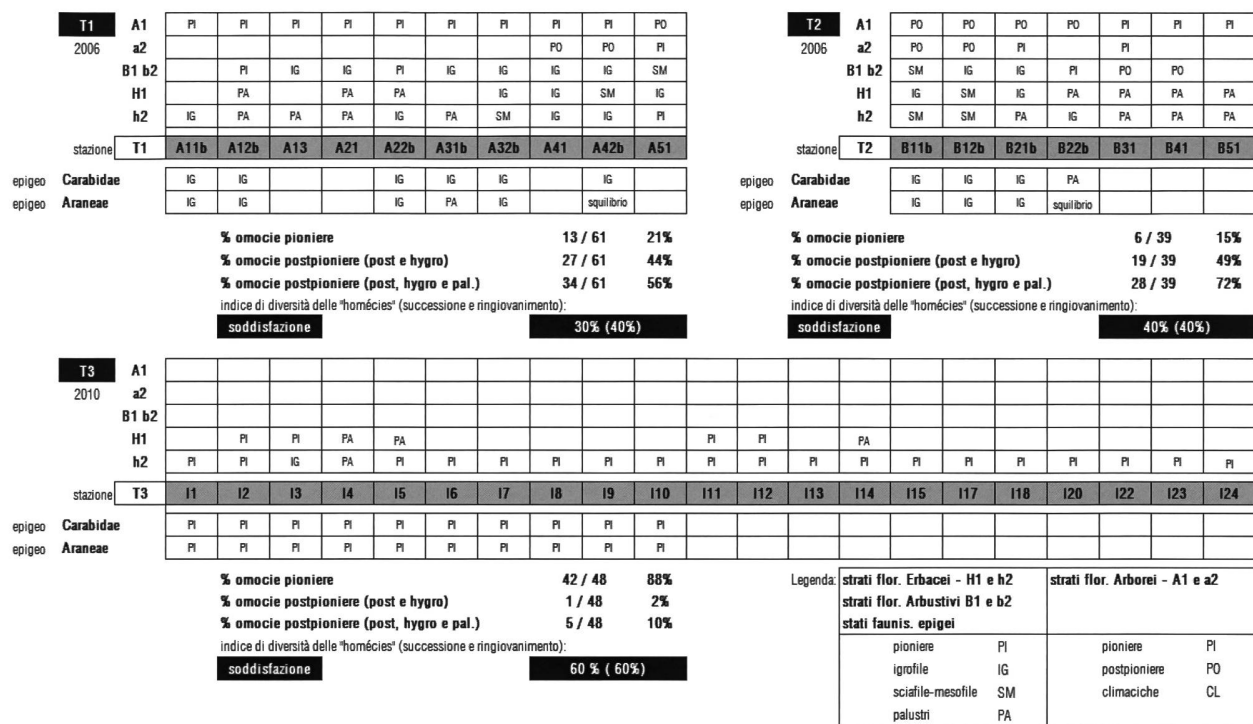 T1 A1 PI PI PI PI PI PI PI PI PI PO
2006 a2 PO PO PI
B1 b2 PI IG IG PI IG IG IG IG SM
H1 PA PA PA IG IG SM IG
h2 IG PA PA PA IG PA SM IG IG PI
stazione T1 A11b A12b A13 A21 A22b A31b A32b A41 A42b A51
epigeo Carabidae IG IG IG IG IG IG
epigeo Araneae IG IG IG PA IG squilibrio
% omocie pioniere 13 / 61 21%
% omocie postpioniere (post e hygro) 27 / 61 44%
% omocie postpioniere (post, hygro e pal.) 34 / 61 56%
indice di diversità delle "homécies" (successione e ringiovanimento):
soddisfazione 30% (40%)
T2 A1 PO PO PO PO PI PI PI
2006 a2 PO PO PI PI
B1 b2 SM IG IG PI PO PO
H1 IG SM IG PA PA PA PA
h2 SM SM PA IG PA PA PA
stazione T2 B11b B12b B21b B22b B31 B41 B51
epigeo Carabidae IG IG IG PA
epigeo Araneae IG IG IG squilibrio
% omocie pioniere 6 / 39 15%
% omocie postpioniere (post e hygro) 19 / 39 49%
% omocie postpioniere (post, hygro e pal.) 28 / 39 72%
indice di diversità delle "homécies" (successione e ringiovanimento):
soddisfazione 40% (40%)
T3 A1
2010 a2
B1 b2
H1 PI PI PA PA PI PI PA
h2 PI PI IG PA PI PI PI PI PI PI PI PI PI PI PI PI PI PI PI PI PI
stazione T3 I1 I2 I3 I4 I5 I6 I7 I8 I9 I10 I11 I12 I13 I14 I15 I17 I18 I20 I22 I23 I24
epigeo Carabidae PI PI PI PI PI PI PI PI PI PI
epigeo Araneae PI PI PI PI PI PI PI PI PI PI
% omocie pioniere 42 / 48 88%
% omocie postpioniere (post e hygro) 1 / 48 2%
% omocie postpioniere (post, hygro e pal.) 5 / 48 10%
indice di diversità delle "homécies" (successione e ringiovanimento):
soddisfazione 60 % ( 60%)
Legenda: strati flor. Erbacei - H1 e h2 strati flor. Arborei - A1 e a2
strati flor. Arbustivi B1 e b2
stati faunis. epigei
pioniere PI pioniere PI
igrofile IG postpioniere PO
sciafile-mesofile SM climaciche CL
palustri PA